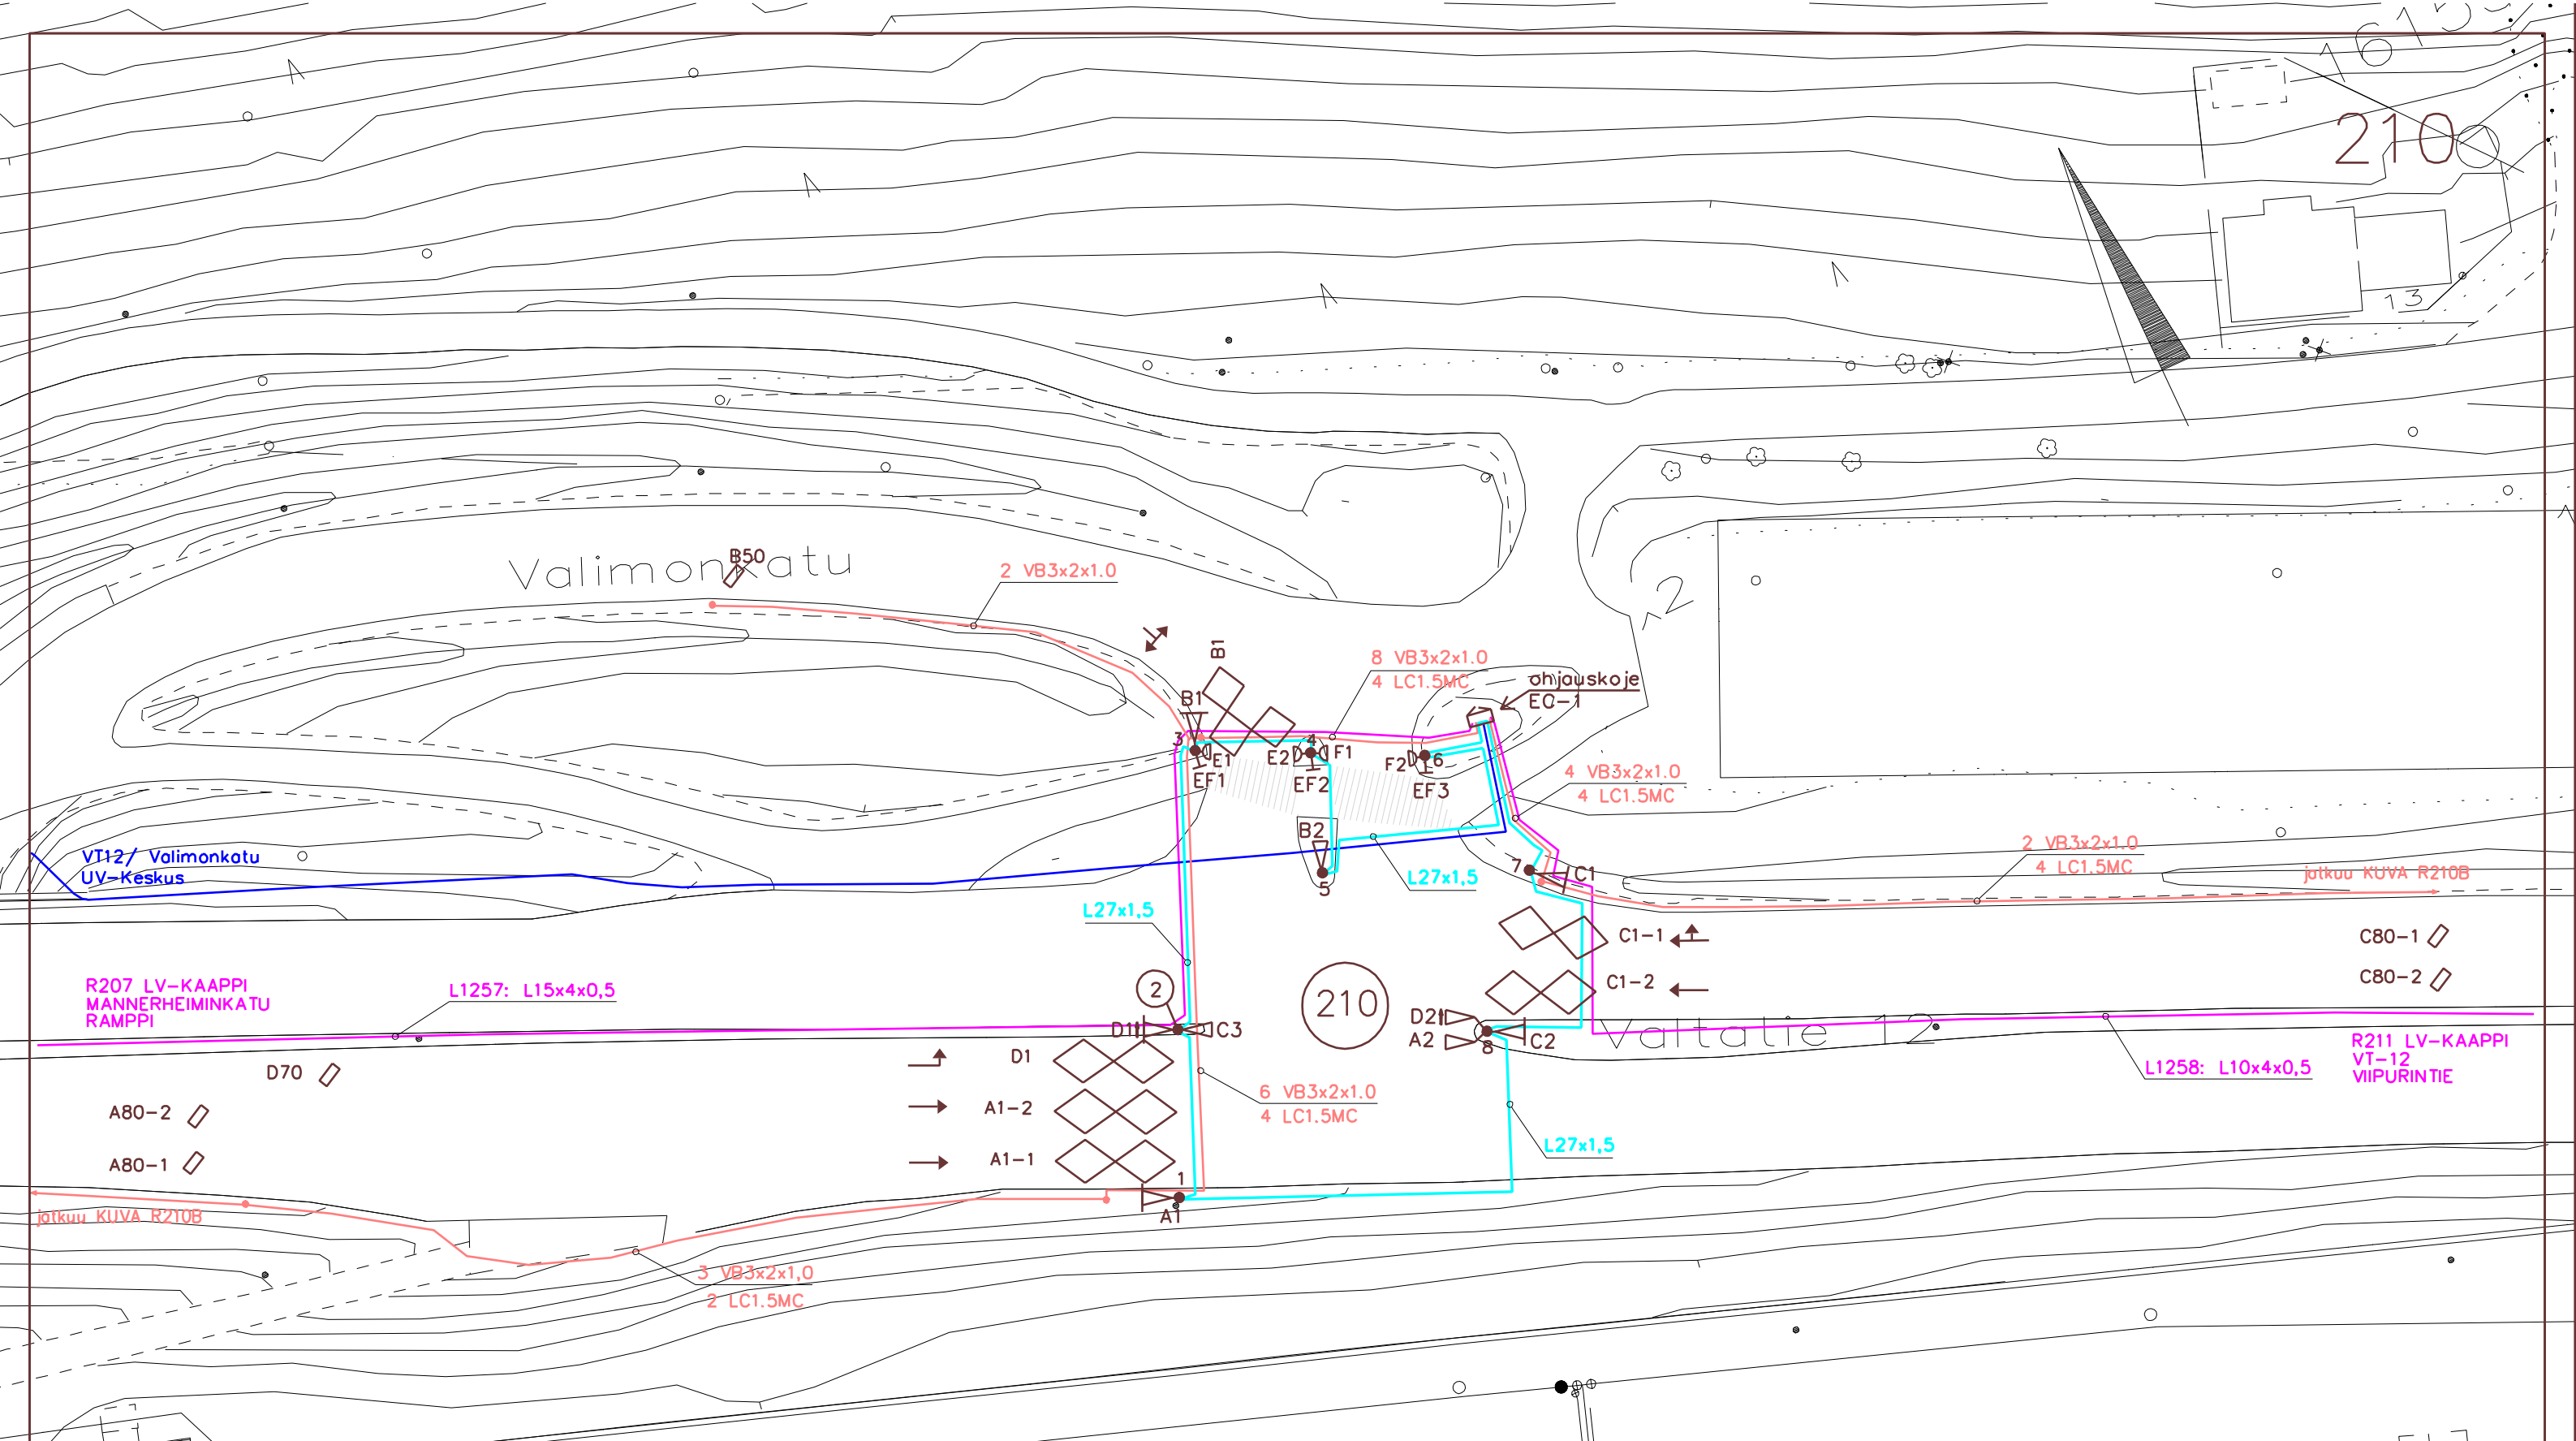 210
13
Valimonkatu
B50
2 VB3x2x1.0
B1
8 VB3x2x1.0
4 LC1.5MC
ohjauskoje
EC-1
B1
3
E1
EF1
E2
4
F1
EF2
F2
6
EF3
4 VB3x2x1.0
4 LC1.5MC
B2
5
L27x1,5
7
C1
2 VB3x2x1.0
4 LC1.5MC
jatkuu KUVA R210B
VT12/ Valimonkatu
UV-Keskus
L27x1,5
C1-1
C80-1
R207 LV-KAAPPI
MANNERHEIMINKATU
RAMPPI
L1257: L15x4x0,5
2
210
C1-2
C80-2
D1
C3
D2
A2
8
C2
Valtatie 12
R211 LV-KAAPPI
VT-12
VIIPURINTIE
L1258: L10x4x0,5
D70
D1
A80-2
A1-2
6 VB3x2x1.0
4 LC1.5MC
A80-1
A1-1
L27x1,5
1
A1
jatkuu KUVA R210B
3 VB3x2x1,0
2 LC1.5MC